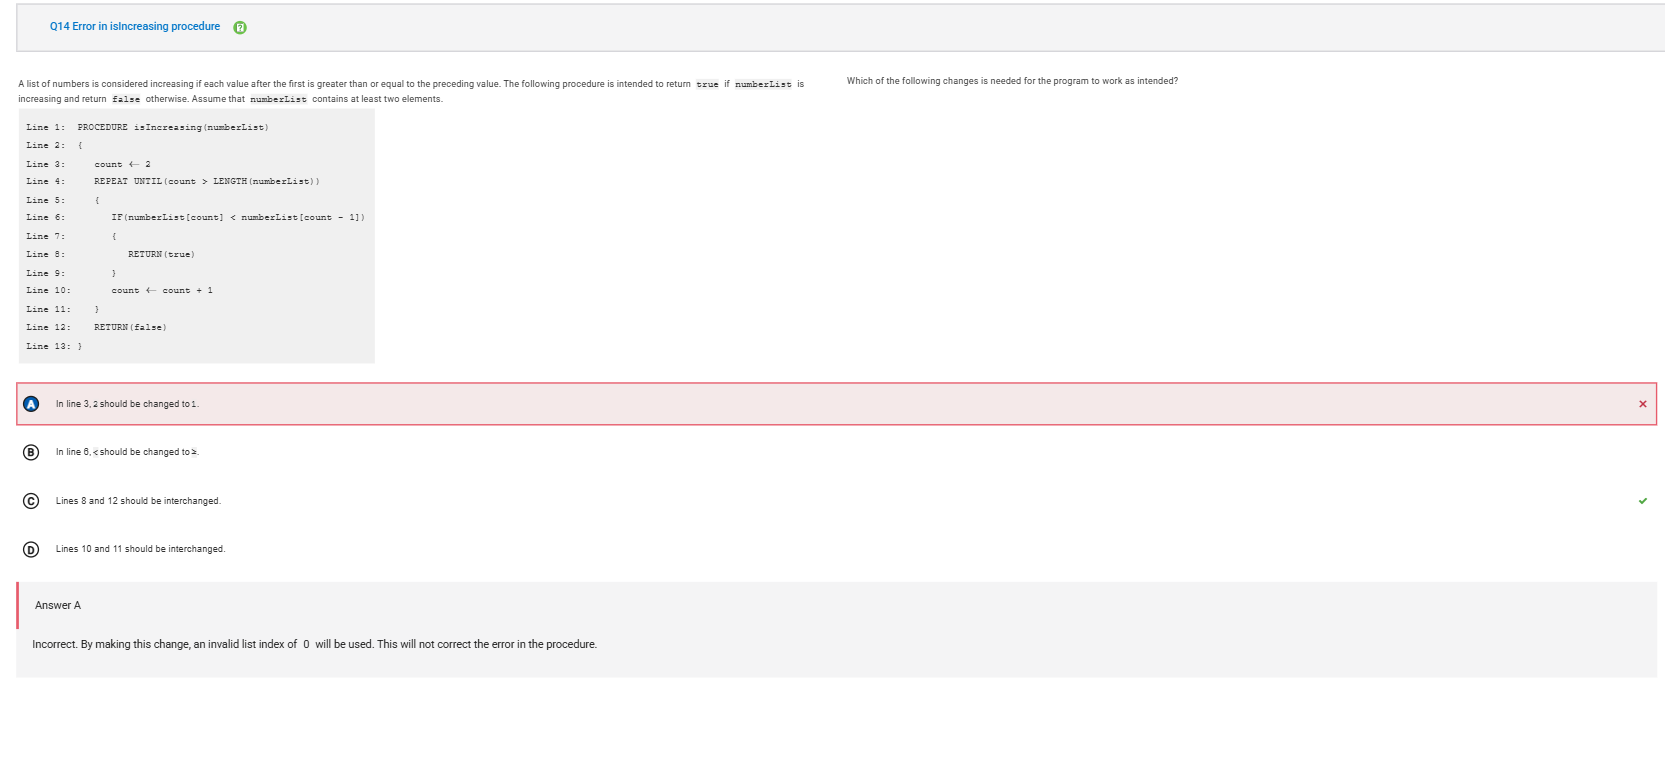 Q14 Error in isIncreasing procedure
A list of numbers is considered increasing if each value after the first is greater than or equal to the preceding value. The following procedure is intended to return true if numberList is
increasing and return false otherwise. Assume that numberList contains at least two elements.
Line 1: PROCEDURE isIncreasing(numberList)
Line 2: {
Line 3: count ← 2
Line 4: REPEAT UNTIL(count > LENGTH(numberList))
Line 5: {
Line 6: IF(numberList[count] < numberList[count - 1])
Line 7: {
Line 8: RETURN(true)
Line 9: }
Line 10: count ← count + 1
Line 11: }
Line 12: RETURN(false)
Line 13: }
Which of the following changes is needed for the program to work as intended?
A In line 3, 2 should be changed to 1.
B In line 6, < should be changed to ≥.
C Lines 8 and 12 should be interchanged.
D Lines 10 and 11 should be interchanged.
Answer A
Incorrect. By making this change, an invalid list index of 0 will be used. This will not correct the error in the procedure.